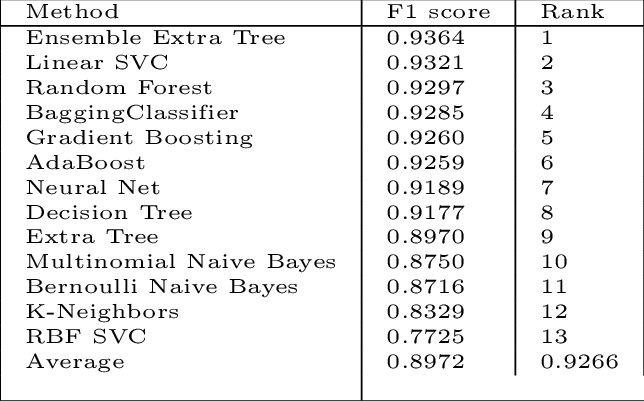 Method F1 score Rank
Ensemble Extra Tree 0.9364 1
Linear SVC 0.9321 2
Random Forest 0.9297 3
BaggingClassifier 0.9285 4
Gradient Boosting 0.9260 5
AdaBoost 0.9259 6
Neural Net 0.9189 7
Decision Tree 0.9177 8
Extra Tree 0.8970 9
Multinomial Naive Bayes 0.8750 10
Bernoulli Naive Bayes 0.8716 11
K-Neighbors 0.8329 12
RBF SVC 0.7725 13
Average 0.8972 0.9266